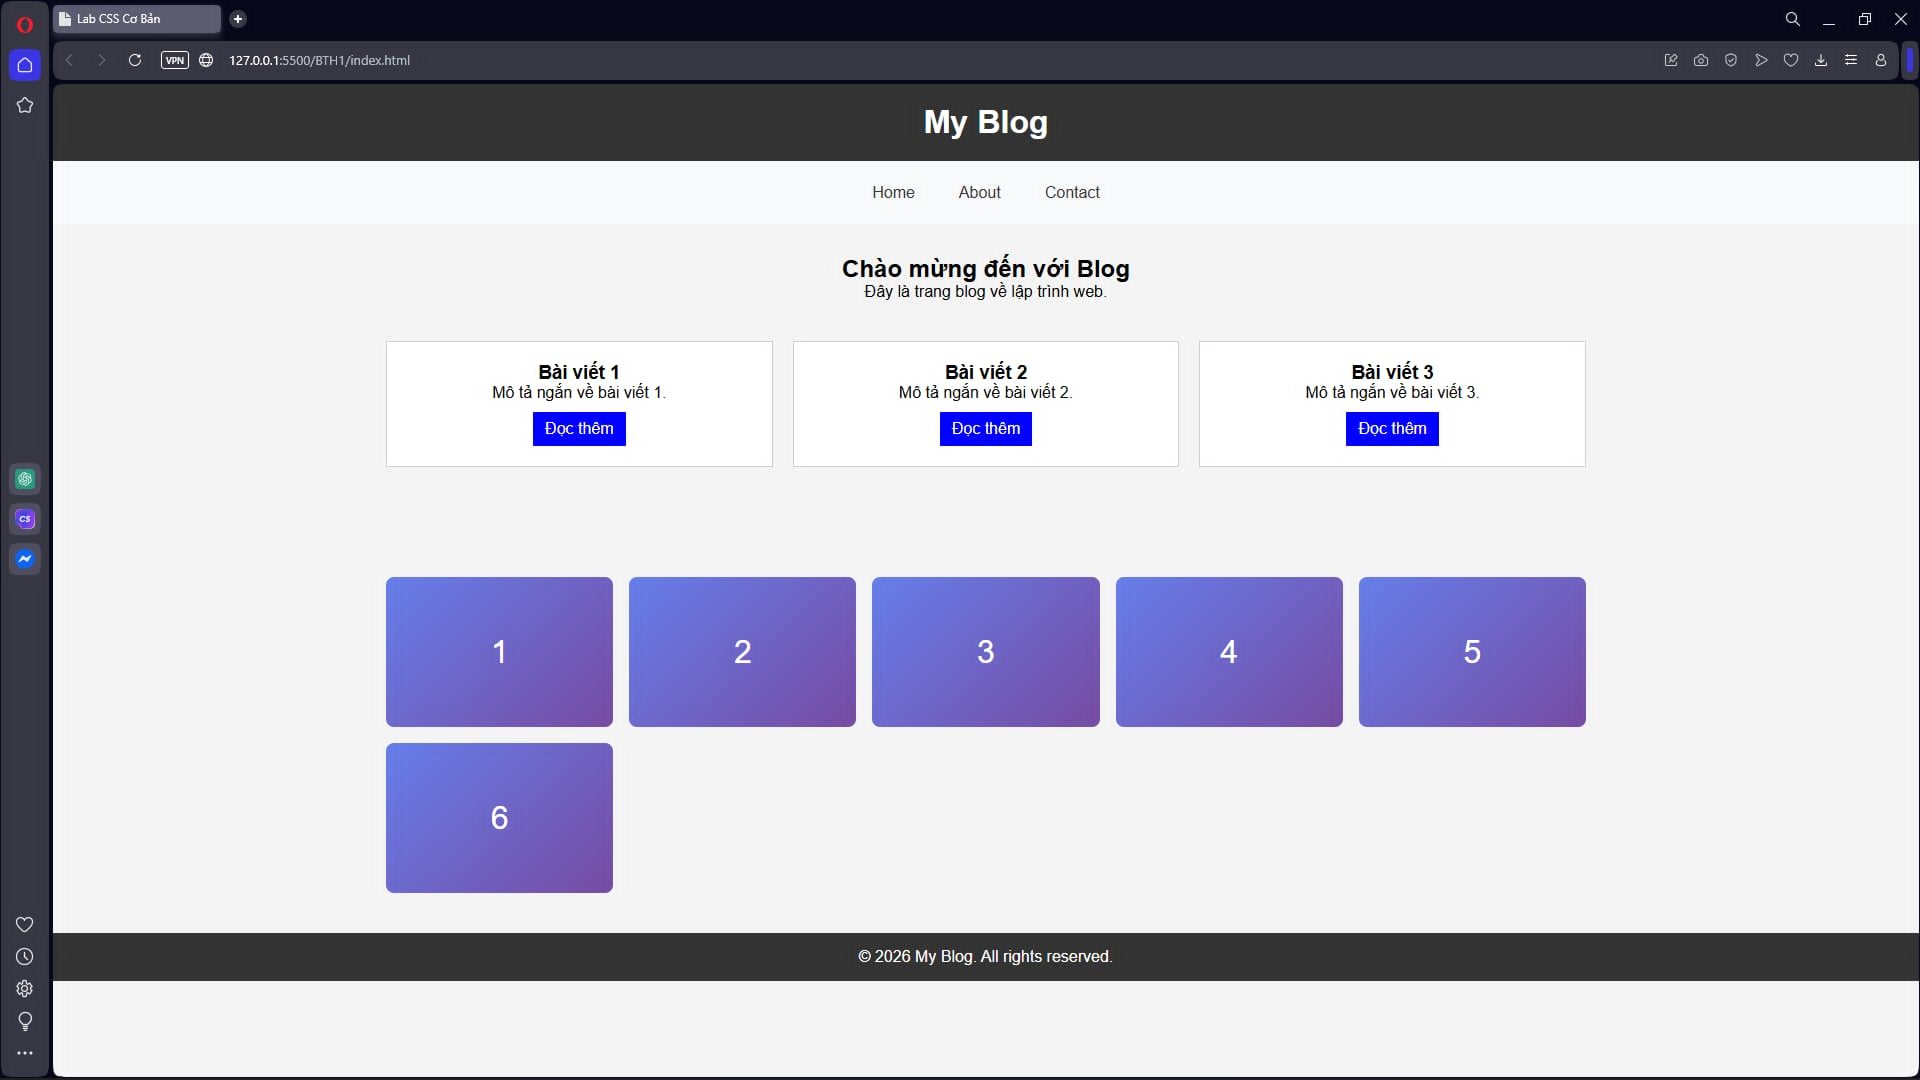 Lab CSS Cơ Bản
VPN
127.0.0.1:5500/BTH1/index.html
My Blog
Home About Contact
Chào mừng đến với Blog
Đây là trang blog về lập trình web.
Bài viết 1
Mô tả ngắn về bài viết 1.
Đọc thêm
Bài viết 2
Mô tả ngắn về bài viết 2.
Đọc thêm
Bài viết 3
Mô tả ngắn về bài viết 3.
Đọc thêm
CS
1 2 3 4 5
6
© 2026 My Blog. All rights reserved.